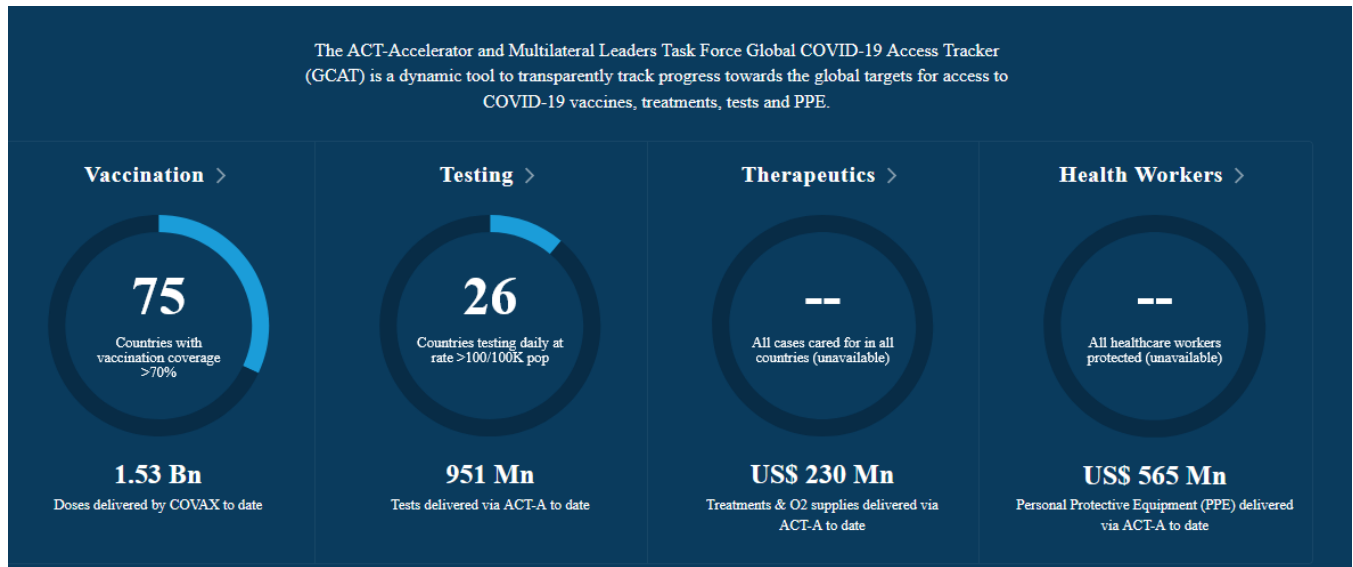 The ACT-Accelerator and Multilateral Leaders Task Force Global COVID-19 Access Tracker
(GCAT) is a dynamic tool to transparently track progress towards the global targets for access to
COVID-19 vaccines, treatments, tests and PPE.
Vaccination >
75
Countries with
vaccination coverage
>70%
1.53 Bn
Doses delivered by COVAX to date
Testing >
26
Countries testing daily at
rate >100/100K pop
951 Mn
Tests delivered via ACT-A to date
Therapeutics >
--
All cases cared for in all
countries (unavailable)
US$ 230 Mn
Treatments & O2 supplies delivered via
ACT-A to date
Health Workers >
--
All healthcare workers
protected (unavailable)
US$ 565 Mn
Personal Protective Equipment (PPE) delivered
via ACT-A to date